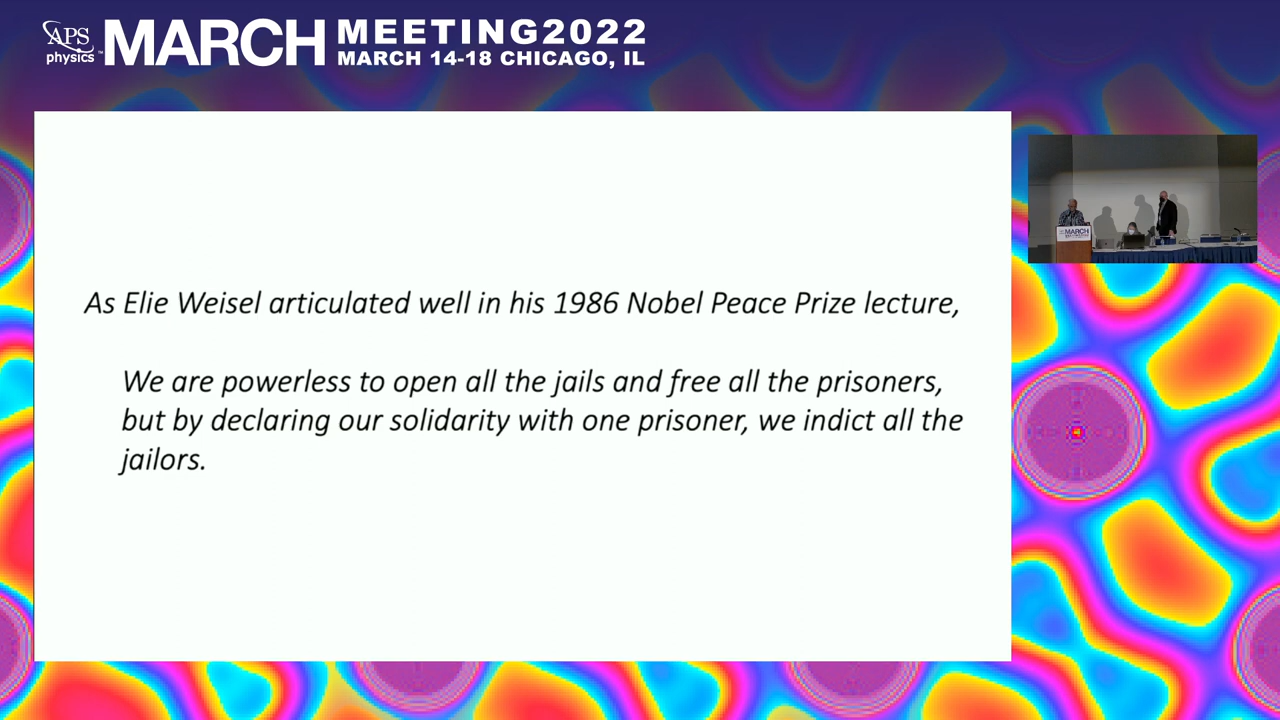 APS
physics
MARCH
MEETING2022
MARCH 14-18 CHICAGO, IL
As Elie Weisel articulated well in his 1986 Nobel Peace Prize lecture,
We are powerless to open all the jails and free all the prisoners,
but by declaring our solidarity with one prisoner, we indict all the
jailors.
MARCH